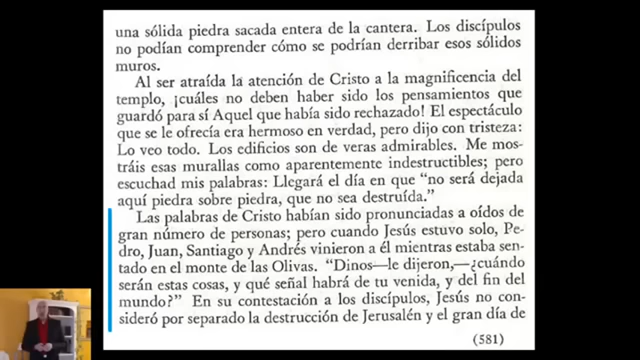 una sólida piedra sacada entera de la cantera. Los discípulos
no podían comprender cómo se podrían derribar esos sólidos
muros.
Al ser atraída la atención de Cristo a la magnificencia del
templo, ¡cuáles no deben haber sido los pensamientos que
guardó para sí Aquel que había sido rechazado! El espectáculo
que se le ofrecía era hermoso en verdad, pero dijo con tristeza:
Lo veo todo. Los edificios son de veras admirables. Me mos-
tráis esas murallas como aparentemente indestructibles; pero
escuchad mis palabras: Llegará el día en que “no será dejada
aquí piedra sobre piedra, que no sea destruída.”
Las palabras de Cristo habían sido pronunciadas a oídos de
gran número de personas; pero cuando Jesús estuvo solo, Pe-
dro, Juan, Santiago y Andrés vinieron a él mientras estaba sen-
tado en el monte de las Olivas. “Dinos—le dijeron,—¿cuándo
serán estas cosas, y qué señal habrá de tu venida, y del fin del
mundo?” En su contestación a los discípulos, Jesús no con-
sideró por separado la destrucción de Jerusalén y el gran día de
(581)